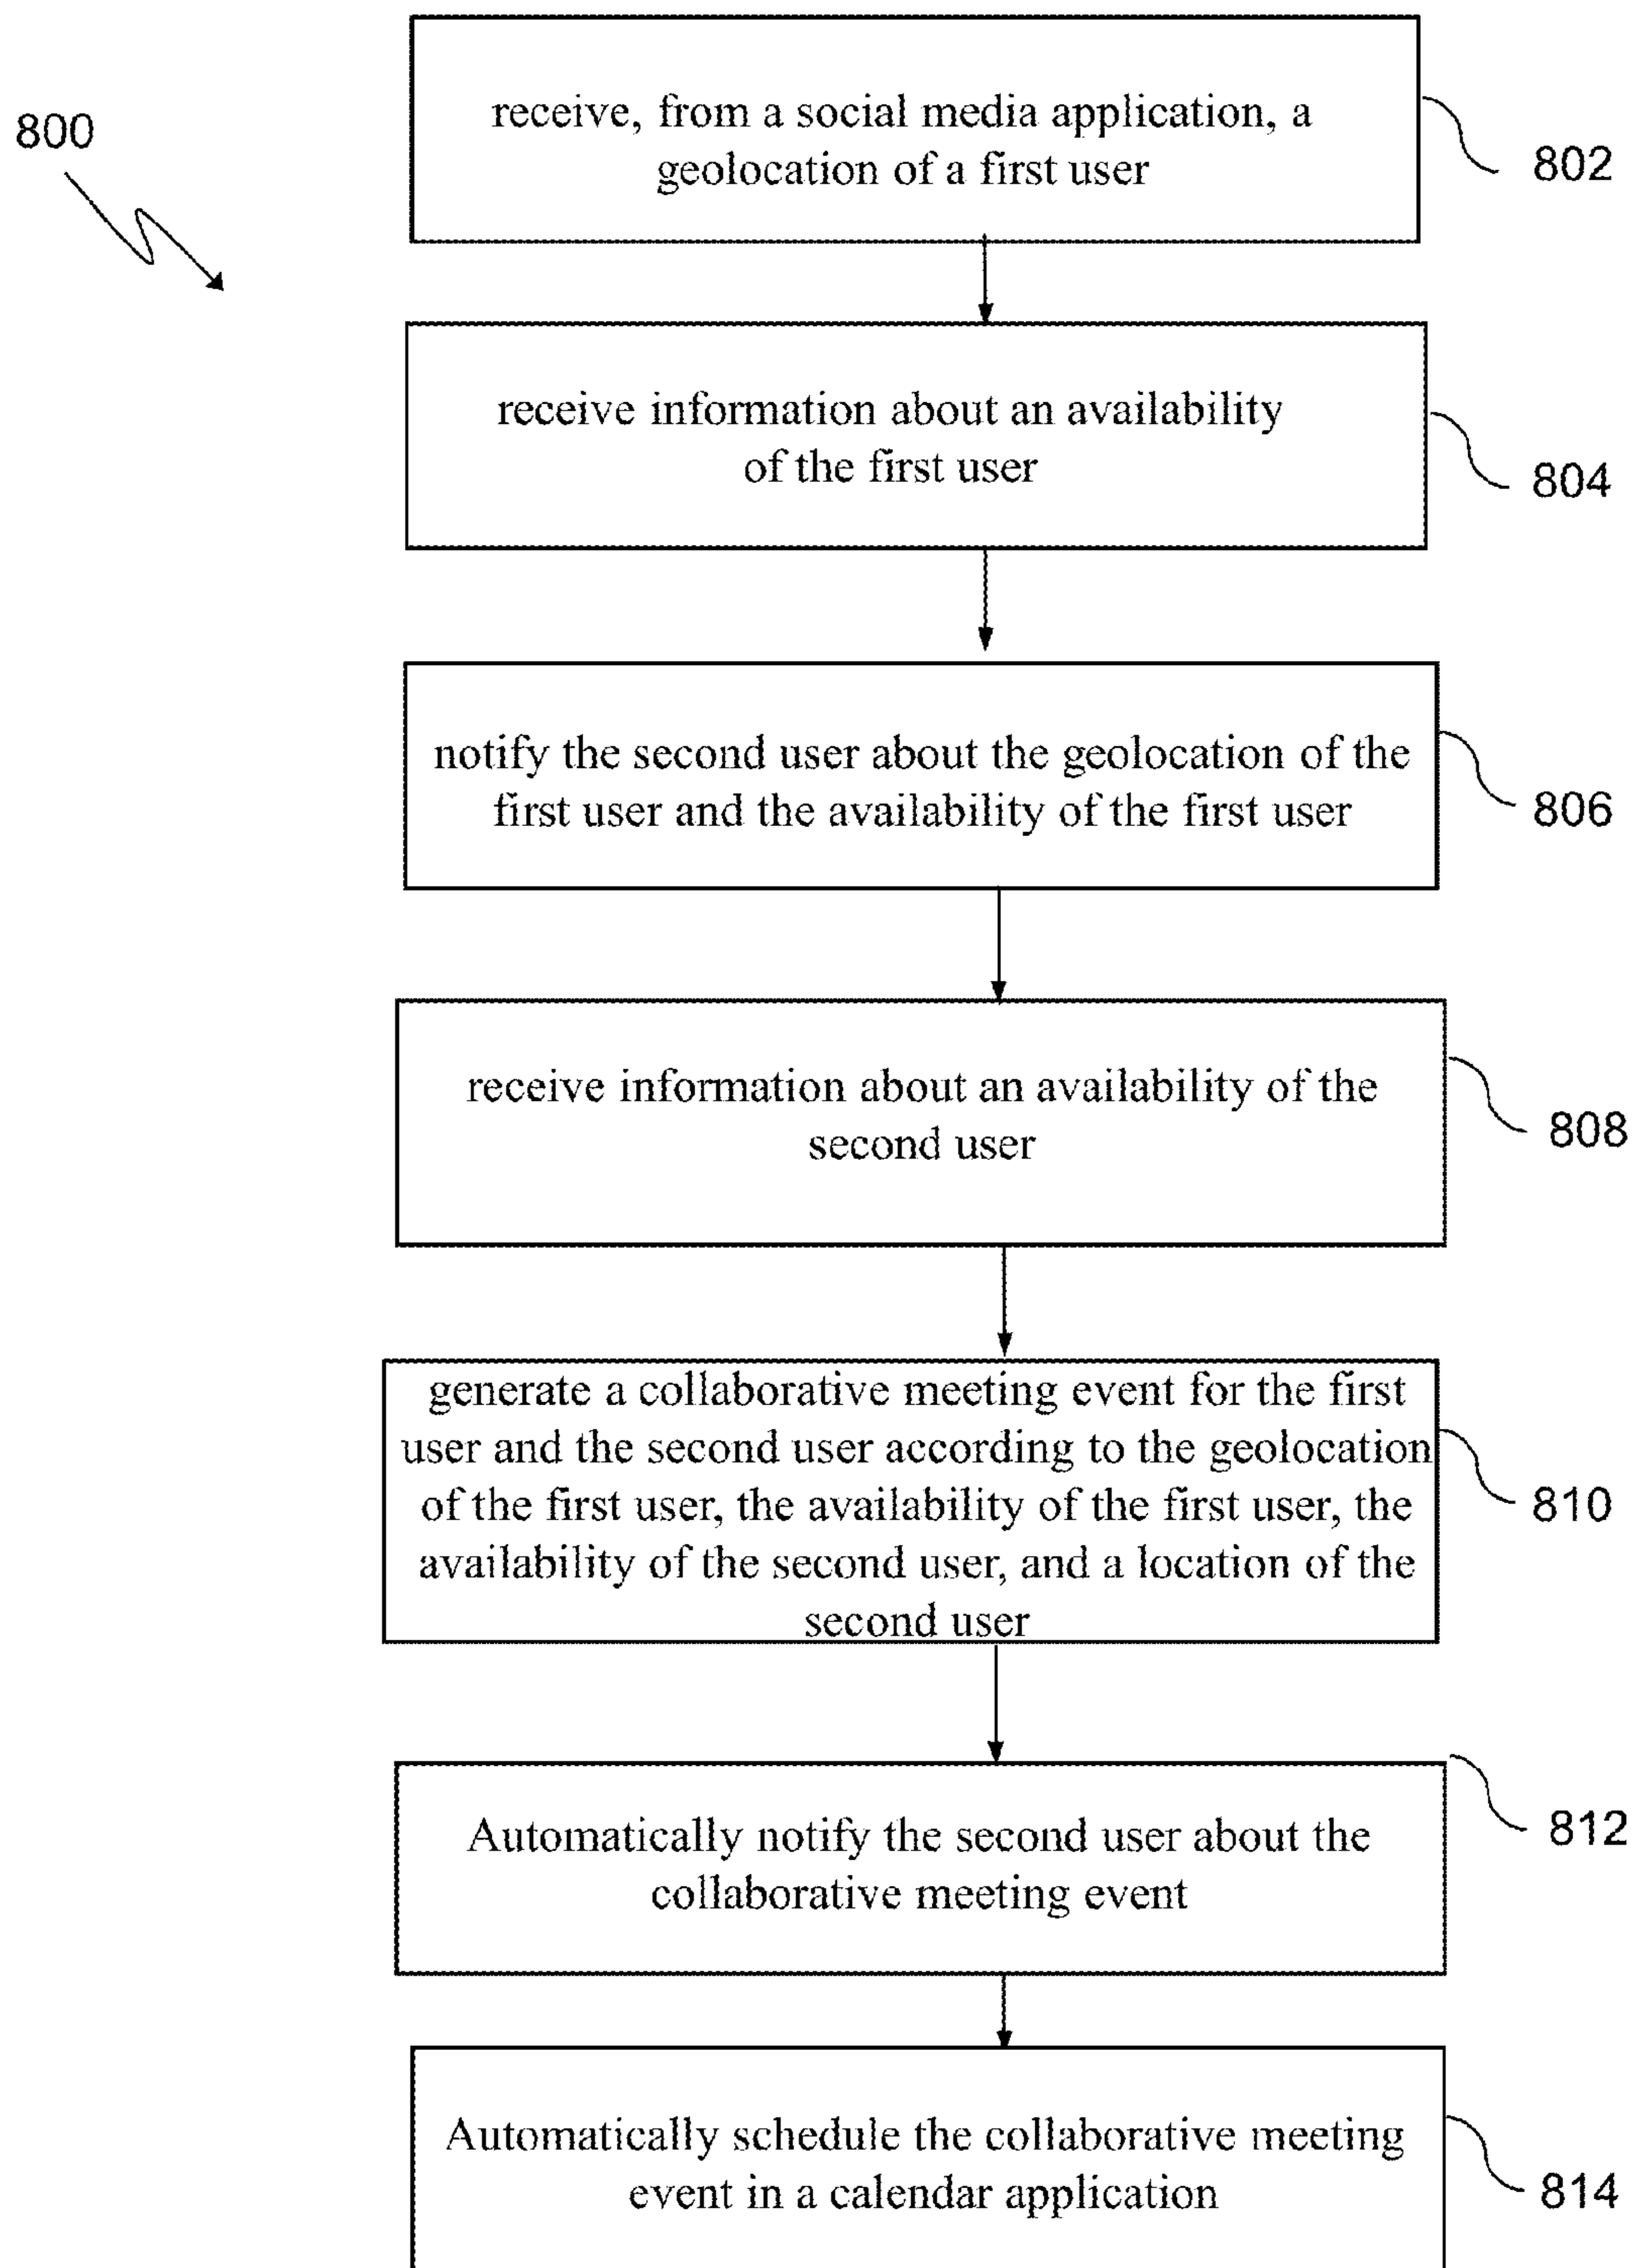 800
receive, from a social media application, a
geolocation of a first user
802
receive information about an availability
of the first user
804
notify the second user about the geolocation of the
first user and the availability of the first user
806
receive information about an availability of the
second user
808
generate a collaborative meeting event for the first
user and the second user according to the geolocation
of the first user, the availability of the first user, the
availability of the second user, and a location of the
second user
810
Automatically notify the second user about the
collaborative meeting event
812
Automatically schedule the collaborative meeting
event in a calendar application
814